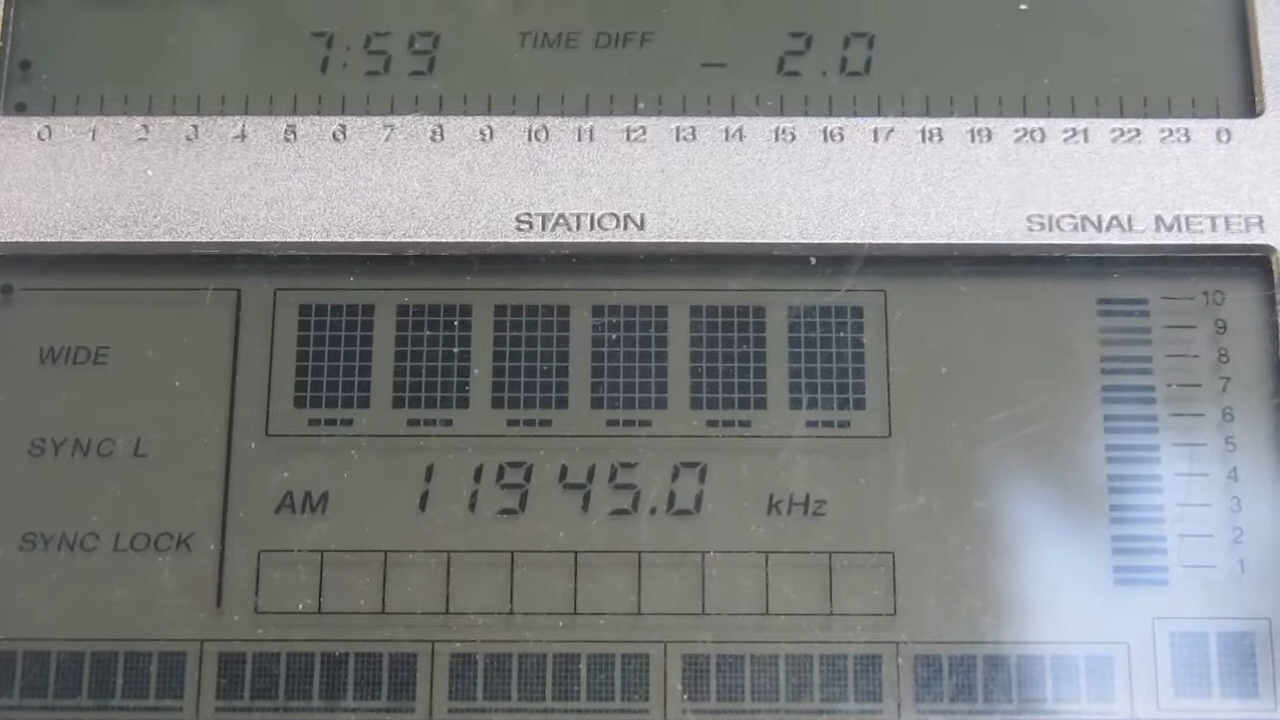 7:59 TIME DIFF - 2.0
0 1 2 3 4 5 6 7 8 9 10 11 12 13 14 15 16 17 18 19 20 21 22 23 0
STATION SIGNAL METER
10
9
WIDE
8
7
6
SYNC L
5
4
AM 11945.0 kHz
3
SYNC LOCK
2
1